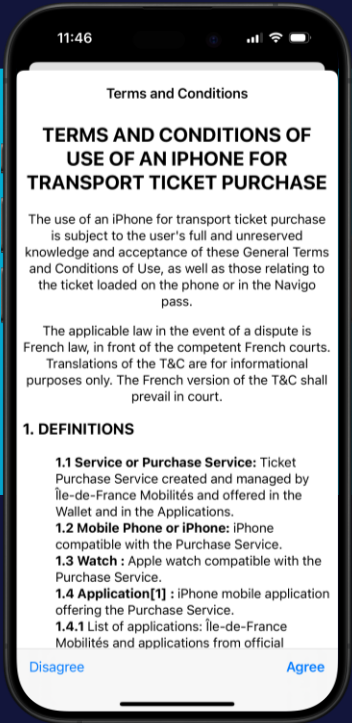 11:46
Terms and Conditions
TERMS AND CONDITIONS OF
USE OF AN IPHONE FOR
TRANSPORT TICKET PURCHASE
The use of an iPhone for transport ticket purchase
is subject to the user's full and unreserved
knowledge and acceptance of these General Terms
and Conditions of Use, as well as those relating to
the ticket loaded on the phone or in the Navigo
pass.
The applicable law in the event of a dispute is
French law, in front of the competent French courts.
Translations of the T&C are for informational
purposes only. The French version of the T&C shall
prevail in court.
1. DEFINITIONS
1.1 Service or Purchase Service: Ticket
Purchase Service created and managed by
Île-de-France Mobilités and offered in the
Wallet and in the Applications.
1.2 Mobile Phone or iPhone: iPhone
compatible with the Purchase Service.
1.3 Watch : Apple watch compatible with the
Purchase Service.
1.4 Application[1] : iPhone mobile application
offering the Purchase Service.
1.4.1 List of applications: Île-de-France
Mobilités and applications from official
Disagree
Agree